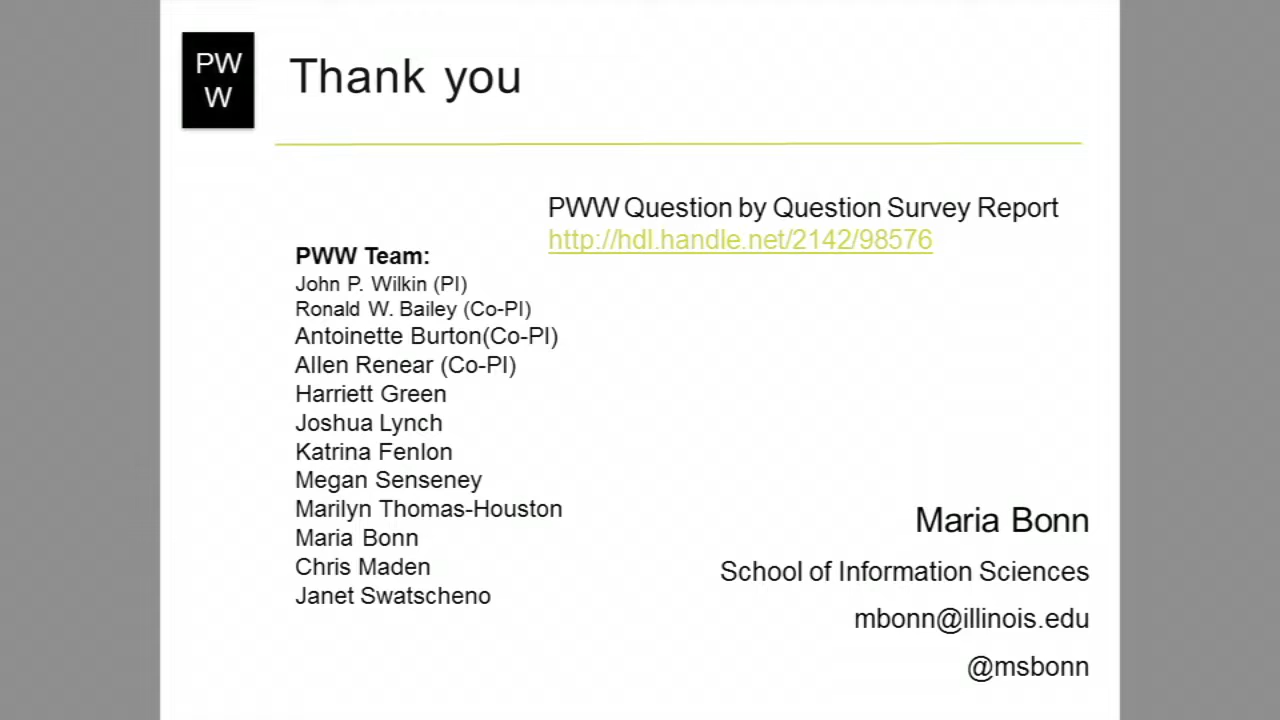 PW
W
Thank you
PWW Question by Question Survey Report
http://hdl.handle.net/2142/98576
PWW Team:
John P. Wilkin (PI)
Ronald W. Bailey (Co-PI)
Antoinette Burton(Co-PI)
Allen Renear (Co-PI)
Harriett Green
Joshua Lynch
Katrina Fenlon
Megan Senseney
Marilyn Thomas-Houston
Maria Bonn
Chris Maden
Janet Swatscheno
Maria Bonn
School of Information Sciences
mbonn@illinois.edu
@msbonn